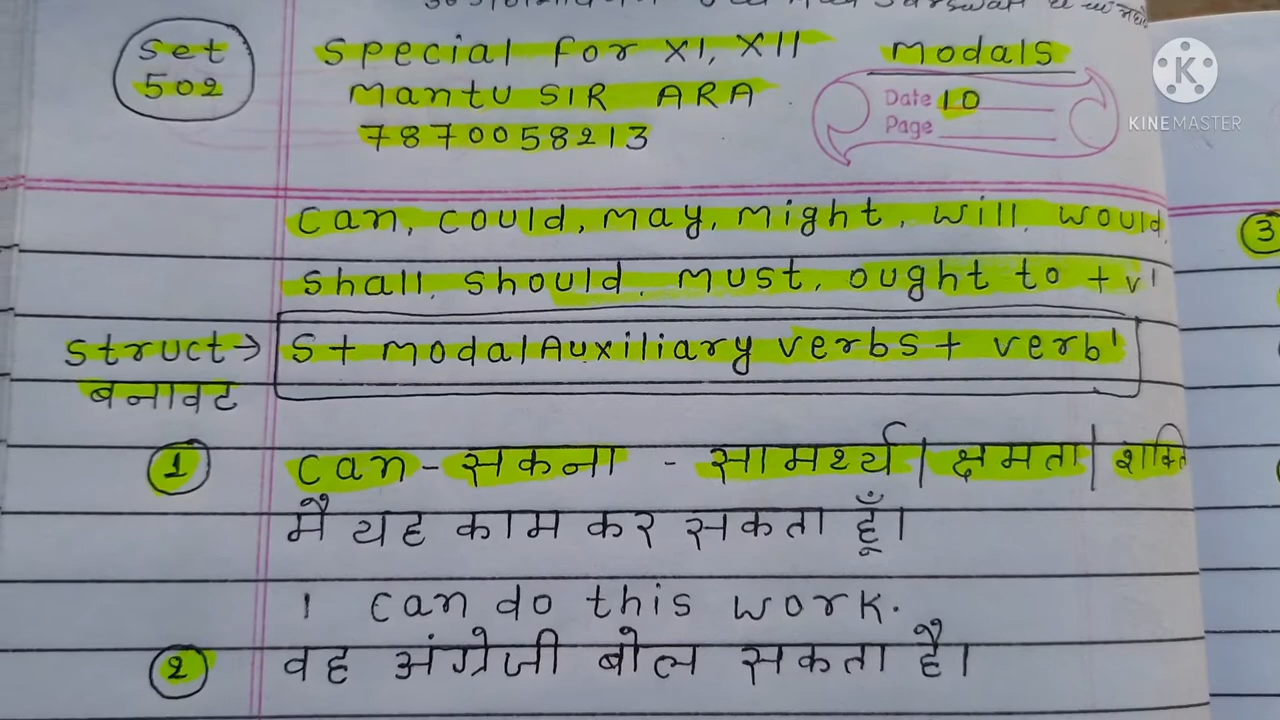 Set
502
Special for XI, XII
Mantu SIR ARA
7870058213
Modals
Date 10
Page
KINEMASTER
can, could, may, might, will, would,
shall, should, must, ought to + v¹
struct→
बनावट
S + modal Auxiliary verbs + verb¹
1 can - सकना - सामर्थ्य | क्षमता | शक्ति
मै यह काम कर सकता हूँ।
I can do this work.
2 वह अंग्रेजी बोल सकता है।
3